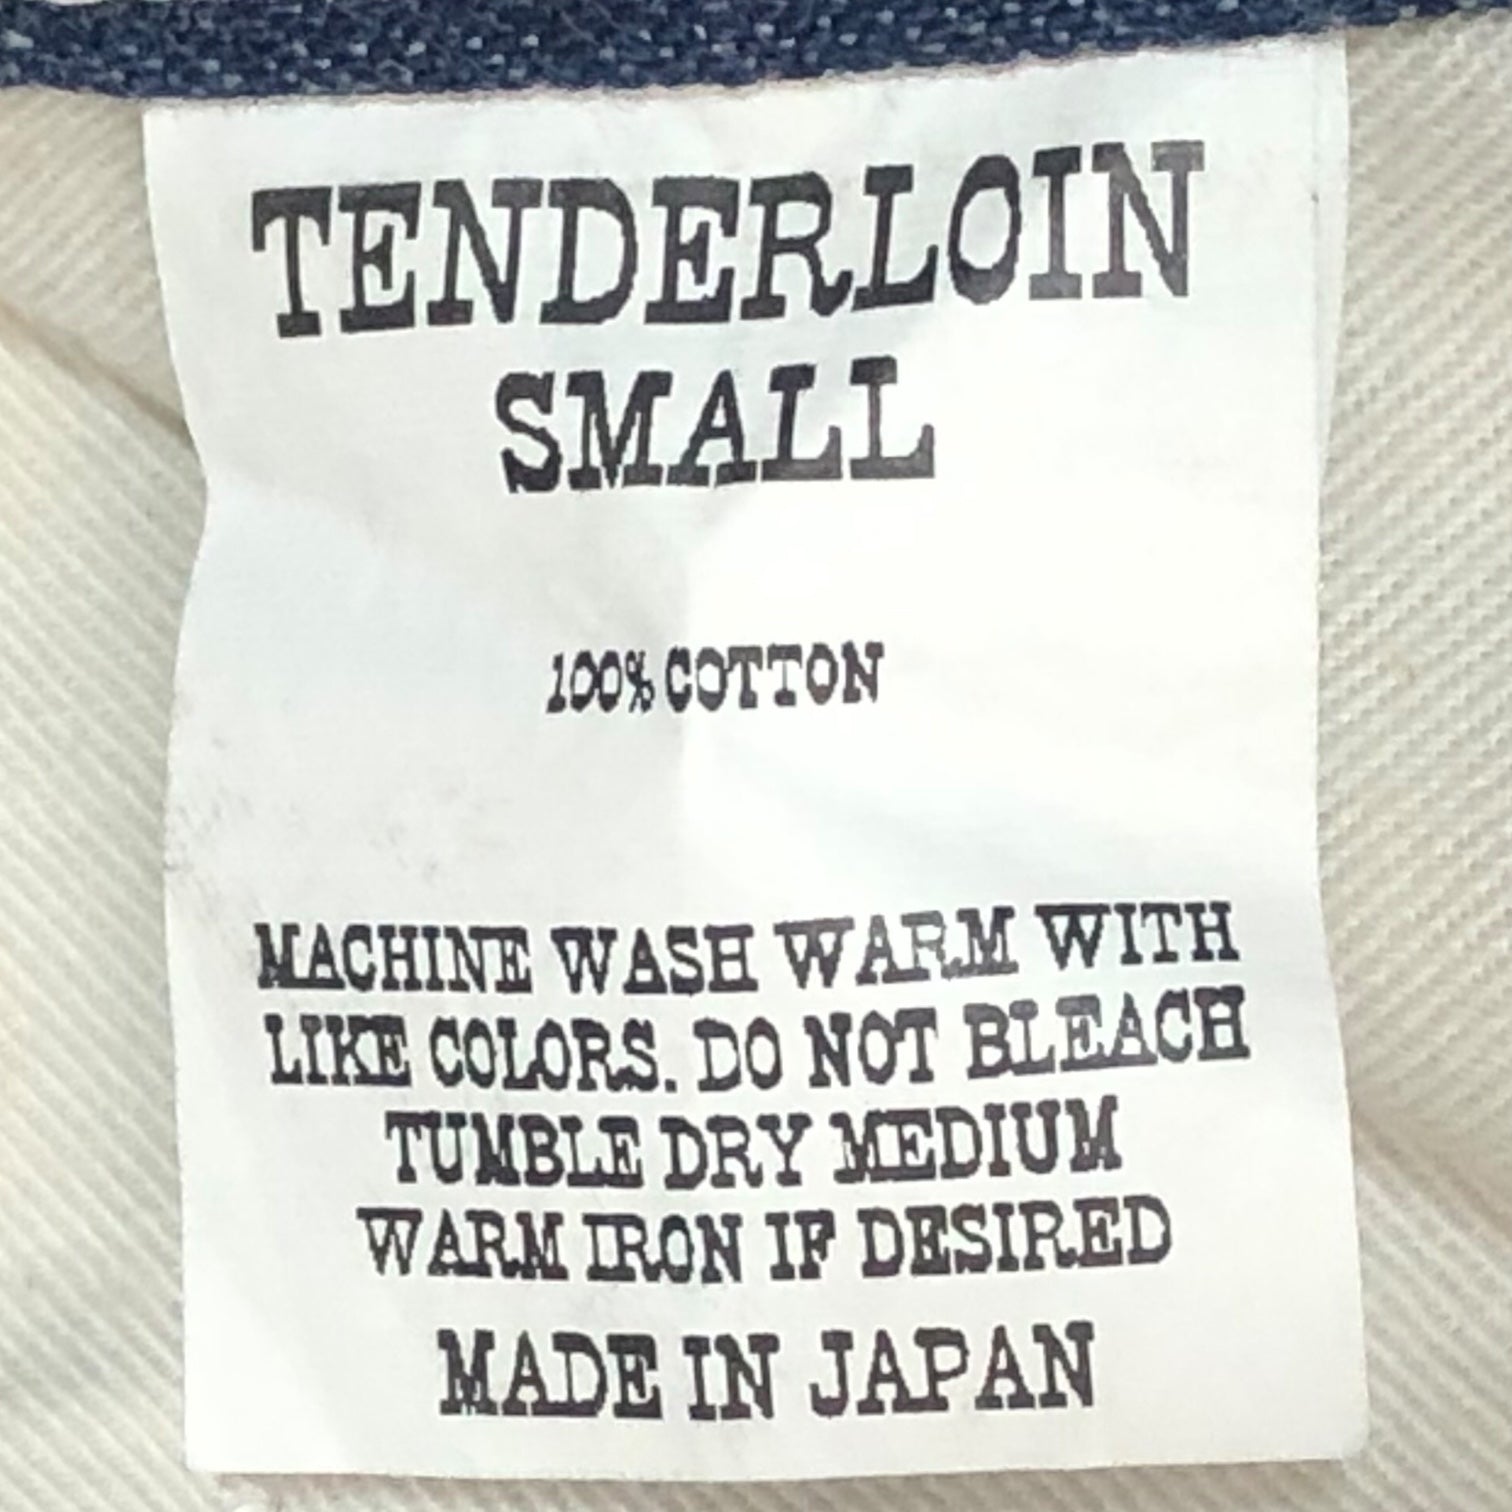 TENDERLOIN
SMALL
100% COTTON
MACHINE WASH WARM WITH
LIKE COLORS. DO NOT BLEACH
TUMBLE DRY MEDIUM
WARM IRON IF DESIRED
MADE IN JAPAN